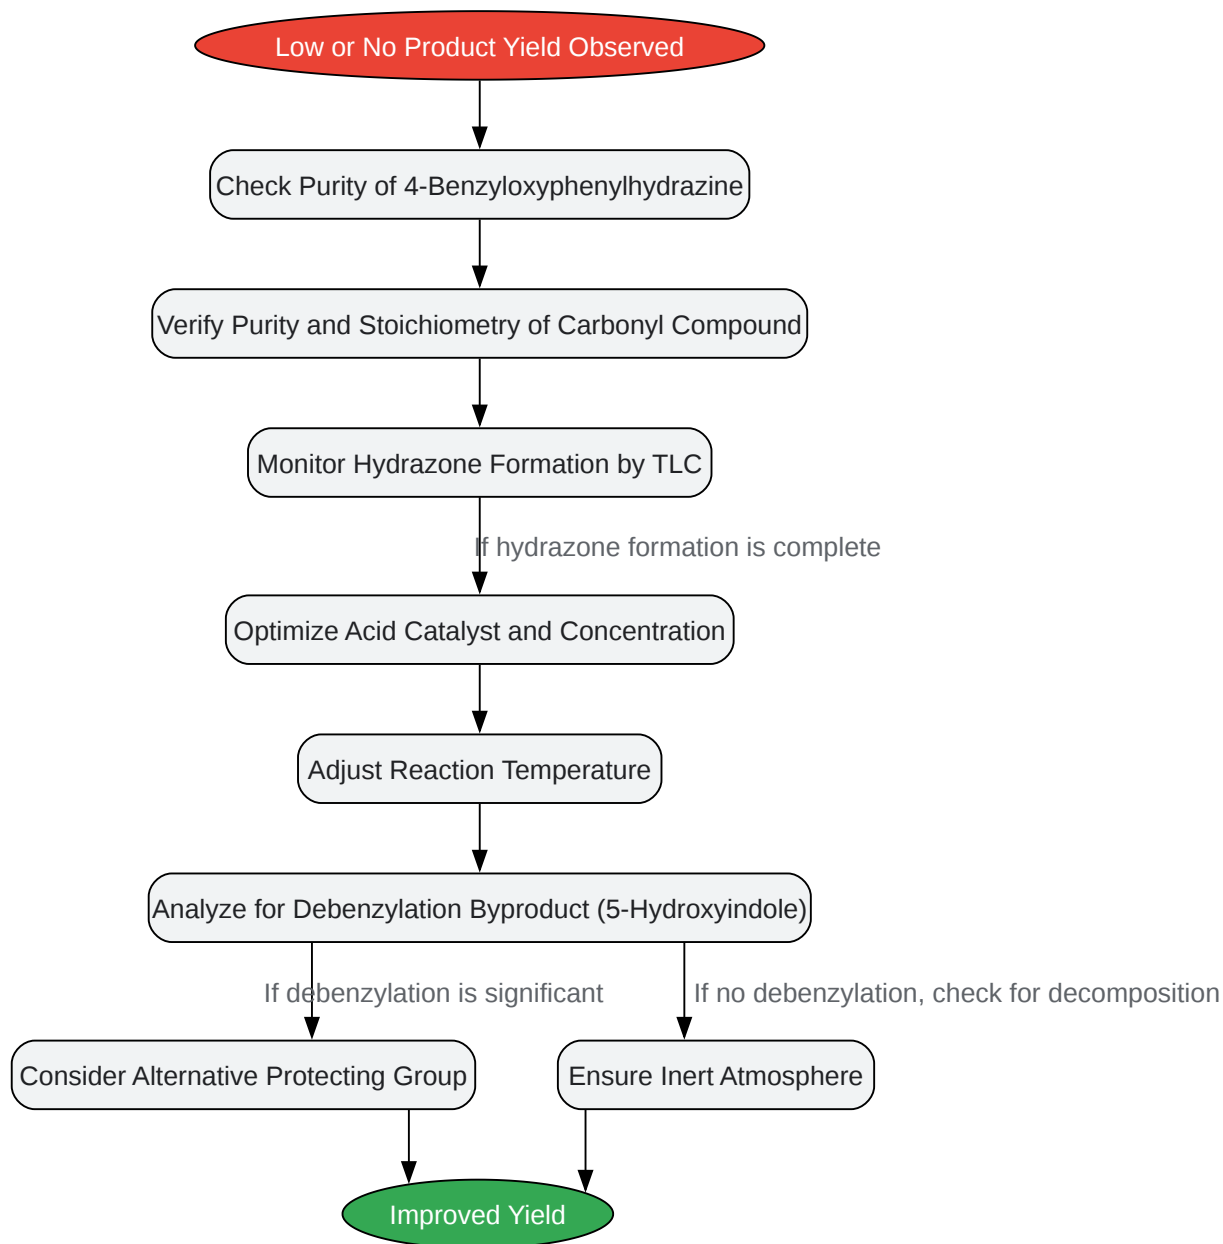 Low or No Product Yield Observed
Check Purity of 4-Benzyloxyphenylhydrazine
Verify Purity and Stoichiometry of Carbonyl Compound
Monitor Hydrazone Formation by TLC
If hydrazone formation is complete
Optimize Acid Catalyst and Concentration
Adjust Reaction Temperature
Analyze for Debenzylation Byproduct (5-Hydroxyindole)
If debenzylation is significant
If no debenzylation, check for decomposition
Consider Alternative Protecting Group
Ensure Inert Atmosphere
Improved Yield